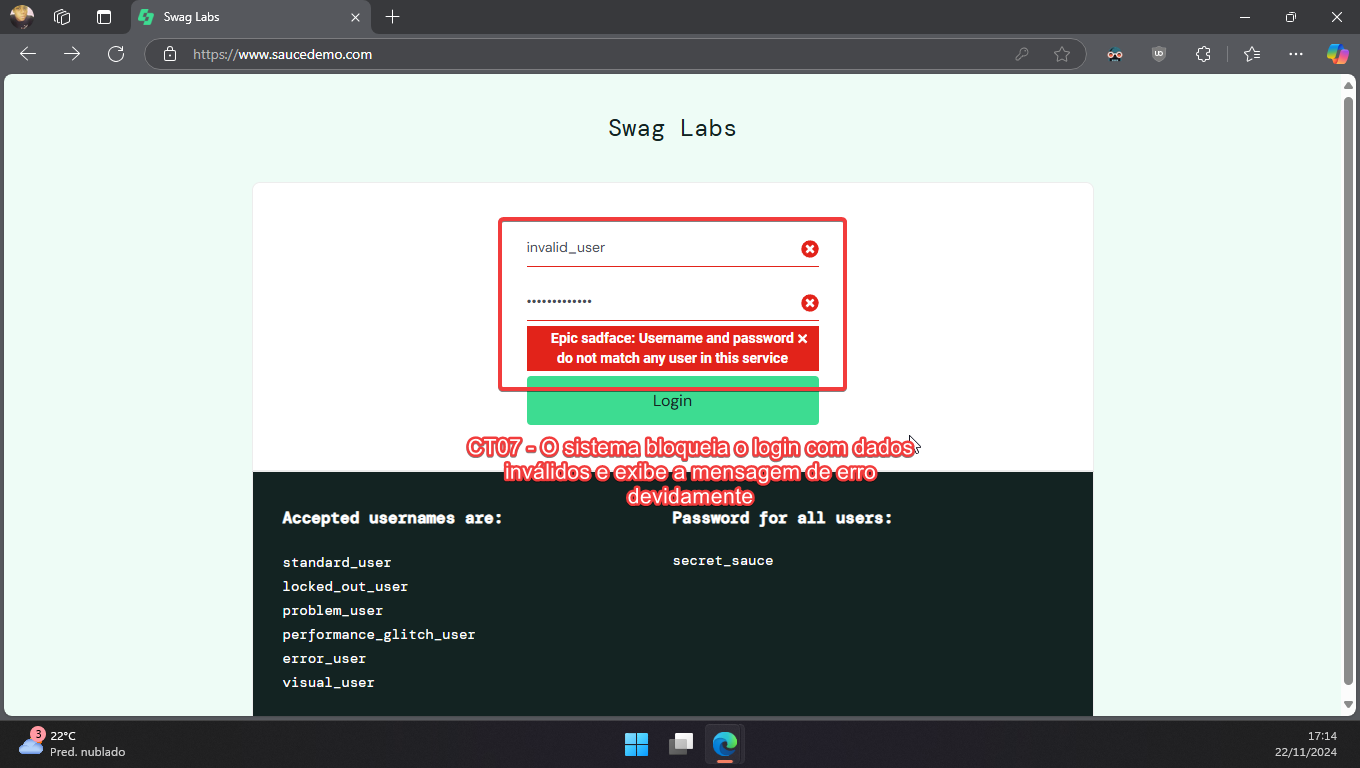 Swag Labs
https://www.saucedemo.com
UD
Swag Labs
invalid_user
•••••••••••••
Epic sadface: Username and password
do not match any user in this service
Login
CT07 - O sistema bloqueia o login com dados
inválidos e exibe a mensagem de erro
devidamente
Accepted usernames are:
standard_user
locked_out_user
problem_user
performance_glitch_user
error_user
visual_user
Password for all users:
secret_sauce
3
22°C
Pred. nublado
17:14
22/11/2024